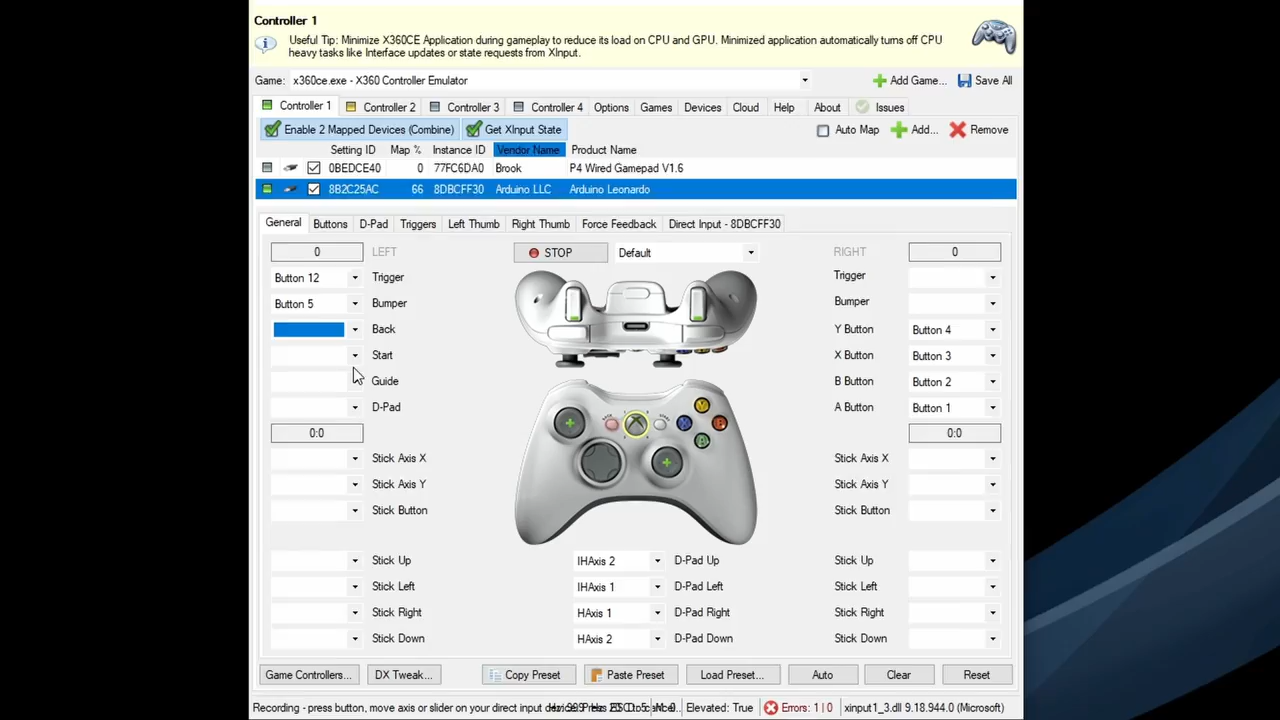 Controller 1
Useful Tip: Minimize X360CE Application during gameplay to reduce its load on CPU and GPU. Minimized application automatically turns off CPU
heavy tasks like Interface updates or state requests from XInput.
Game: x360ce.exe - X360 Controller Emulator Add Game... Save All
Controller 1 Controller 2 Controller 3 Controller 4 Options Games Devices Cloud Help About Issues
Enable 2 Mapped Devices (Combine) Get XInput State Auto Map Add... Remove
Setting ID Map % Instance ID Vendor Name Product Name
0BEDCE40 0 77FC6DA0 Brook P4 Wired Gamepad V1.6
8B2C25AC 66 8DBCFF30 Arduino LLC Arduino Leonardo
General Buttons D-Pad Triggers Left Thumb Right Thumb Force Feedback Direct Input - 8DBCFF30
0 LEFT STOP Default RIGHT 0
Button 12 Trigger Trigger
Button 5 Bumper Bumper
Back Y Button Button 4
Start X Button Button 3
Guide B Button Button 2
D-Pad A Button Button 1
0:0 0:0
Stick Axis X Stick Axis X
Stick Axis Y Stick Axis Y
Stick Button Stick Button
Stick Up IHAxis 2 D-Pad Up Stick Up
Stick Left IHAxis 1 D-Pad Left Stick Left
Stick Right HAxis 1 D-Pad Right Stick Right
Stick Down HAxis 2 D-Pad Down Stick Down
Game Controllers... DX Tweak... Copy Preset Paste Preset Load Preset... Auto Clear Reset
Recording - press button, move axis or slider on your direct input Elevated: True Errors: 1 | 0 xinput1_3.dll 9.18.944.0 (Microsoft)